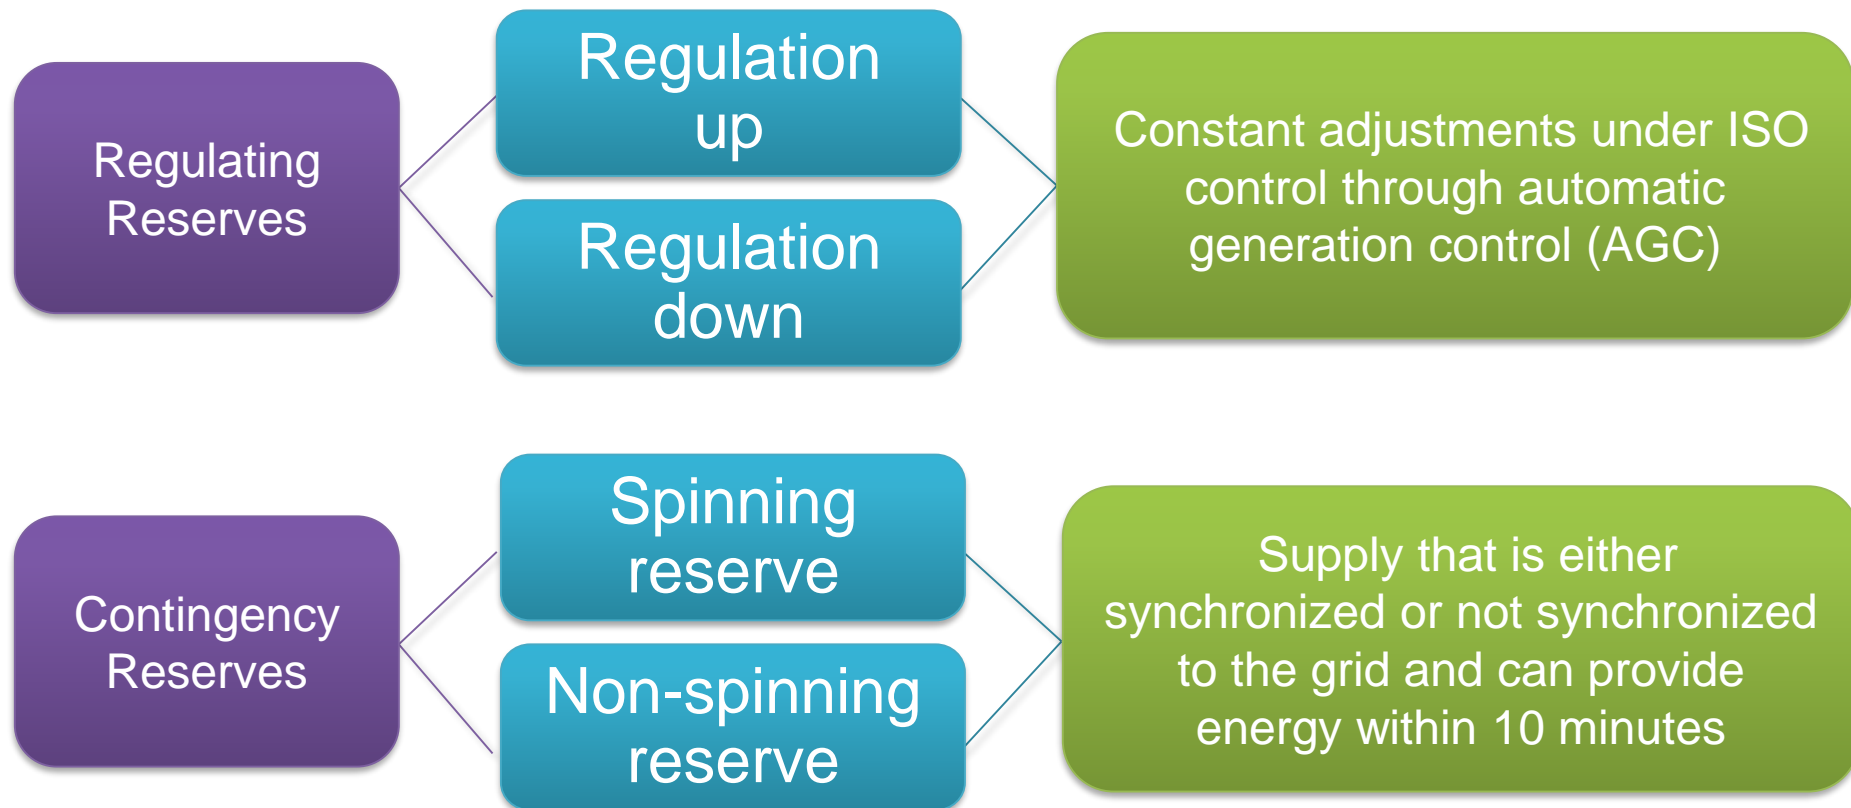 Regulating
Reserves
Regulation
up
Regulation
down
Constant adjustments under ISO
control through automatic
generation control (AGC)
Contingency
Reserves
Spinning
reserve
Non-spinning
reserve
Supply that is either
synchronized or not synchronized
to the grid and can provide
energy within 10 minutes